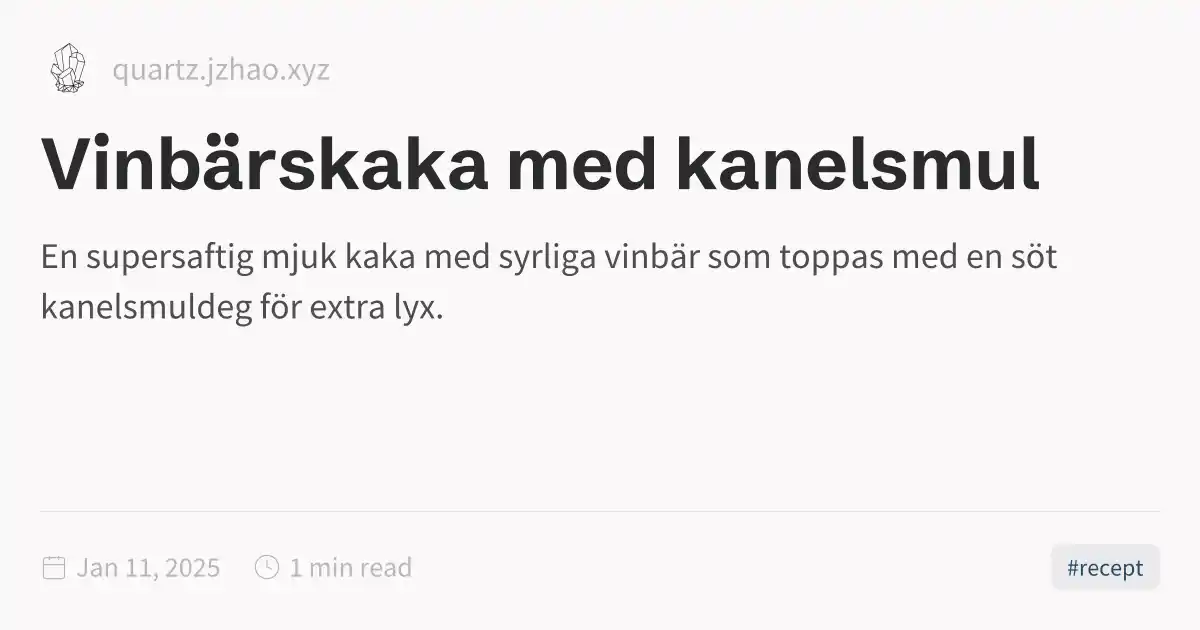 quartz.jzhao.xyz
Vinbärskaka med kanelsmul
En supersaftig mjuk kaka med syrliga vinbär som toppas med en söt
kanelsmuldeg för extra lyx.
Jan 11, 2025
1 min read
#recept